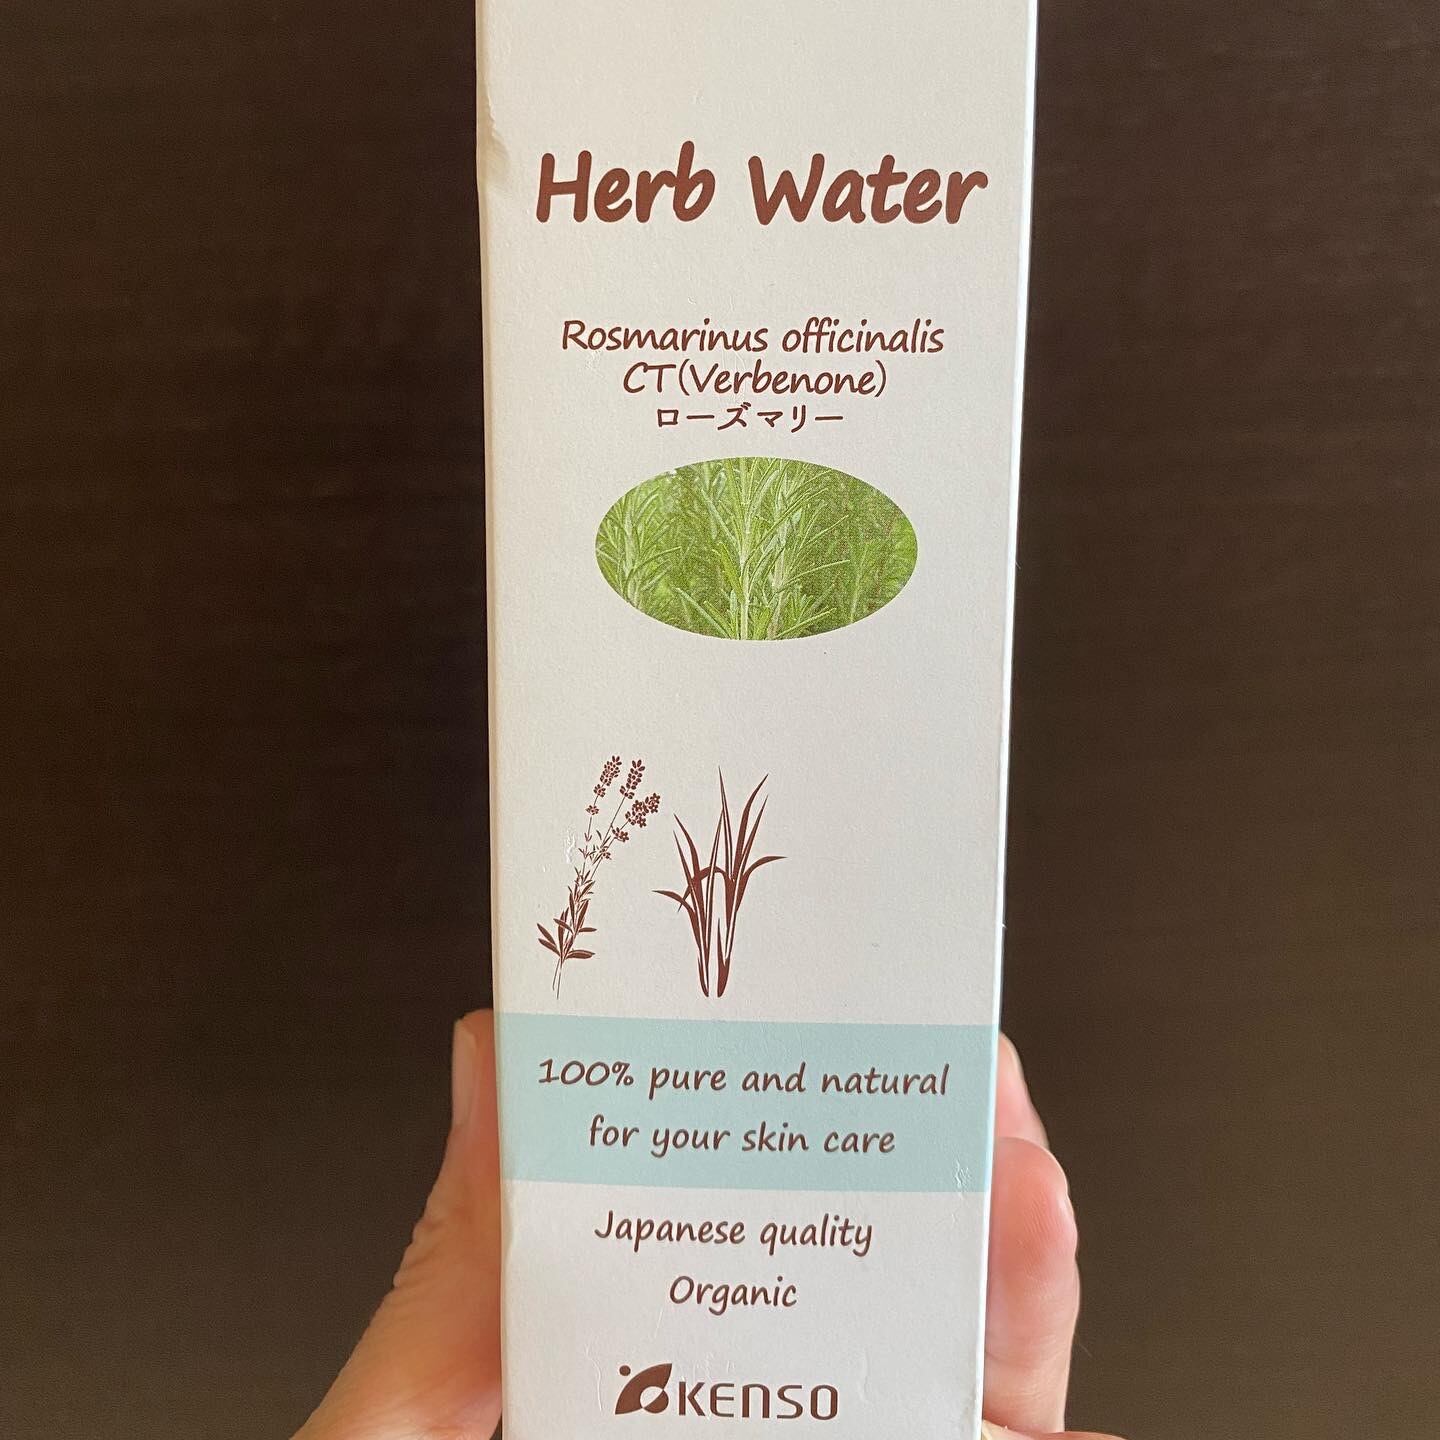 Herb Water
Rosmarinus officinalis
CT(Verbenone)
ローズマリー
100% pure and natural
for your skin care
Japanese quality
Organic
KENSO